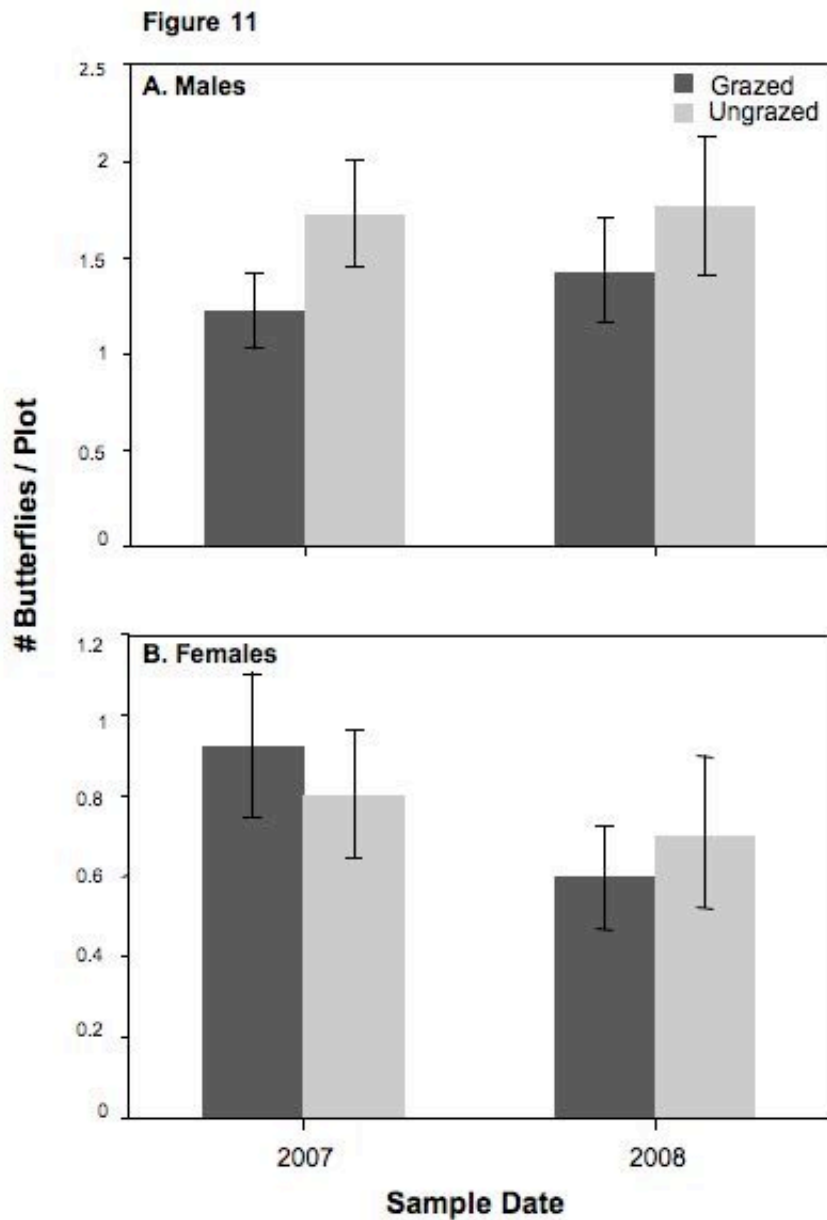 Figure 11
A. Males
Grazed
Ungrazed
2.5
2
1.5
1
0.5
0
# Butterflies / Plot
B. Females
1.2
1
0.8
0.6
0.4
0.2
0
2007
2008
Sample Date